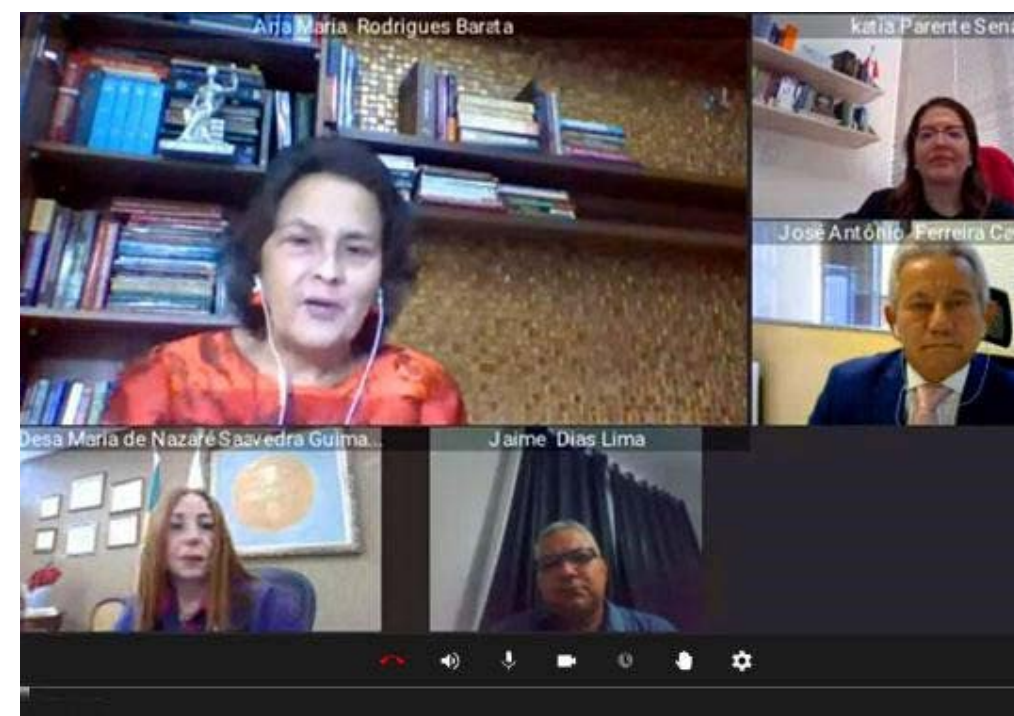 Ana Maria Rodrigues Barata
katia Parente Sena
José Antônio Ferreira Ca
Desa Maria de Nazaré Saavedra Guima...
Jaime Dias Lima